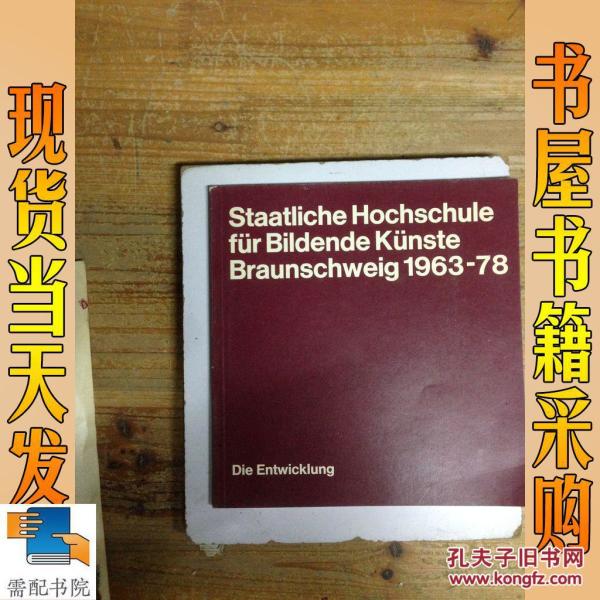 现货当天发
书屋书籍采购
Staatliche Hochschule
für Bildende Künste
Braunschweig 1963-78
Die Entwicklung
需配书院
孔夫子旧书网
www.kongfz.com